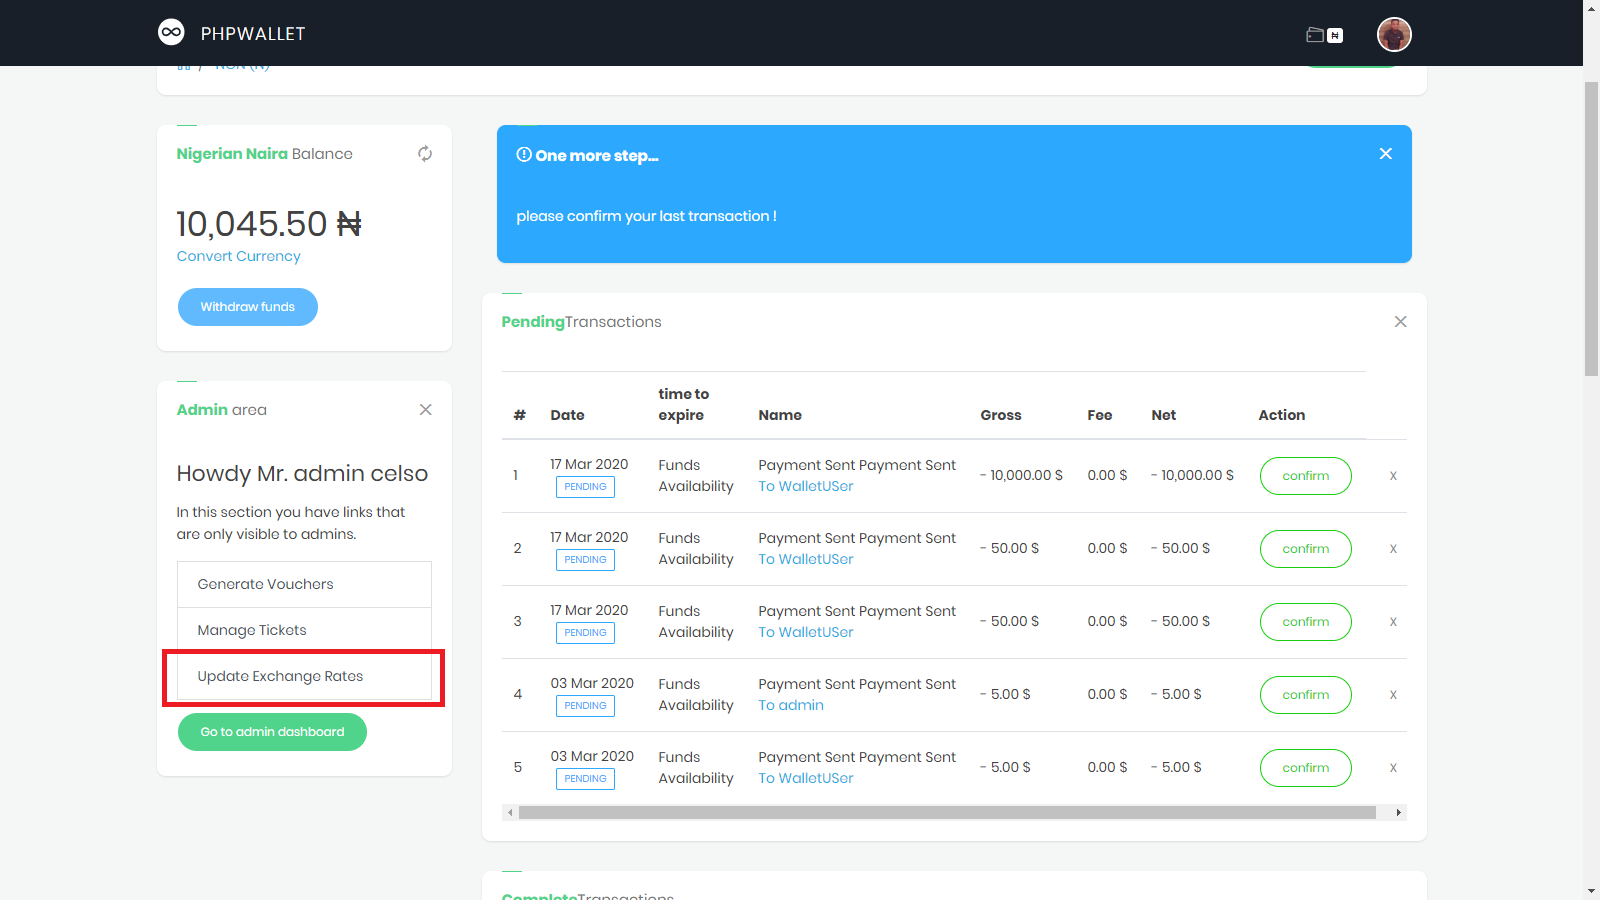 PHPWALLET
₦
Nigerian Naira Balance
10,045.50 ₦
Convert Currency
Withdraw funds
Admin area
Howdy Mr. admin celso
In this section you have links that
are only visible to admins.
Generate Vouchers
Manage Tickets
Update Exchange Rates
Go to admin dashboard
One more step...
please confirm your last transaction !
PendingTransactions
# Date time to expire Name Gross Fee Net Action
1 17 Mar 2020 PENDING Funds Availability Payment Sent Payment Sent To WalletUSer - 10,000.00 $ 0.00 $ - 10,000.00 $ confirm x
2 17 Mar 2020 PENDING Funds Availability Payment Sent Payment Sent To WalletUSer - 50.00 $ 0.00 $ - 50.00 $ confirm x
3 17 Mar 2020 PENDING Funds Availability Payment Sent Payment Sent To WalletUSer - 50.00 $ 0.00 $ - 50.00 $ confirm x
4 03 Mar 2020 PENDING Funds Availability Payment Sent Payment Sent To admin - 5.00 $ 0.00 $ - 5.00 $ confirm x
5 03 Mar 2020 PENDING Funds Availability Payment Sent Payment Sent To WalletUSer - 5.00 $ 0.00 $ - 5.00 $ confirm x
CompleteTransactions